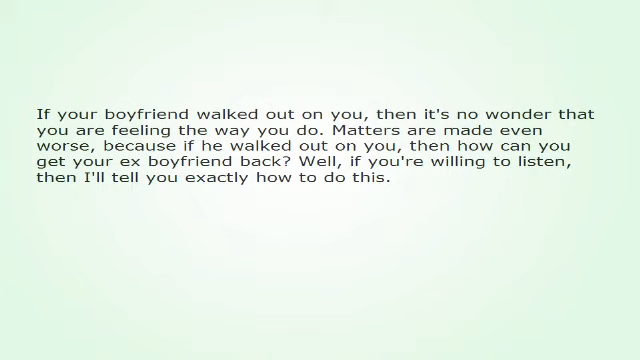 If your boyfriend walked out on you, then it's no wonder that
you are feeling the way you do. Matters are made even
worse, because if he walked out on you, then how can you
get your ex boyfriend back? Well, if you're willing to listen,
then I'll tell you exactly how to do this.